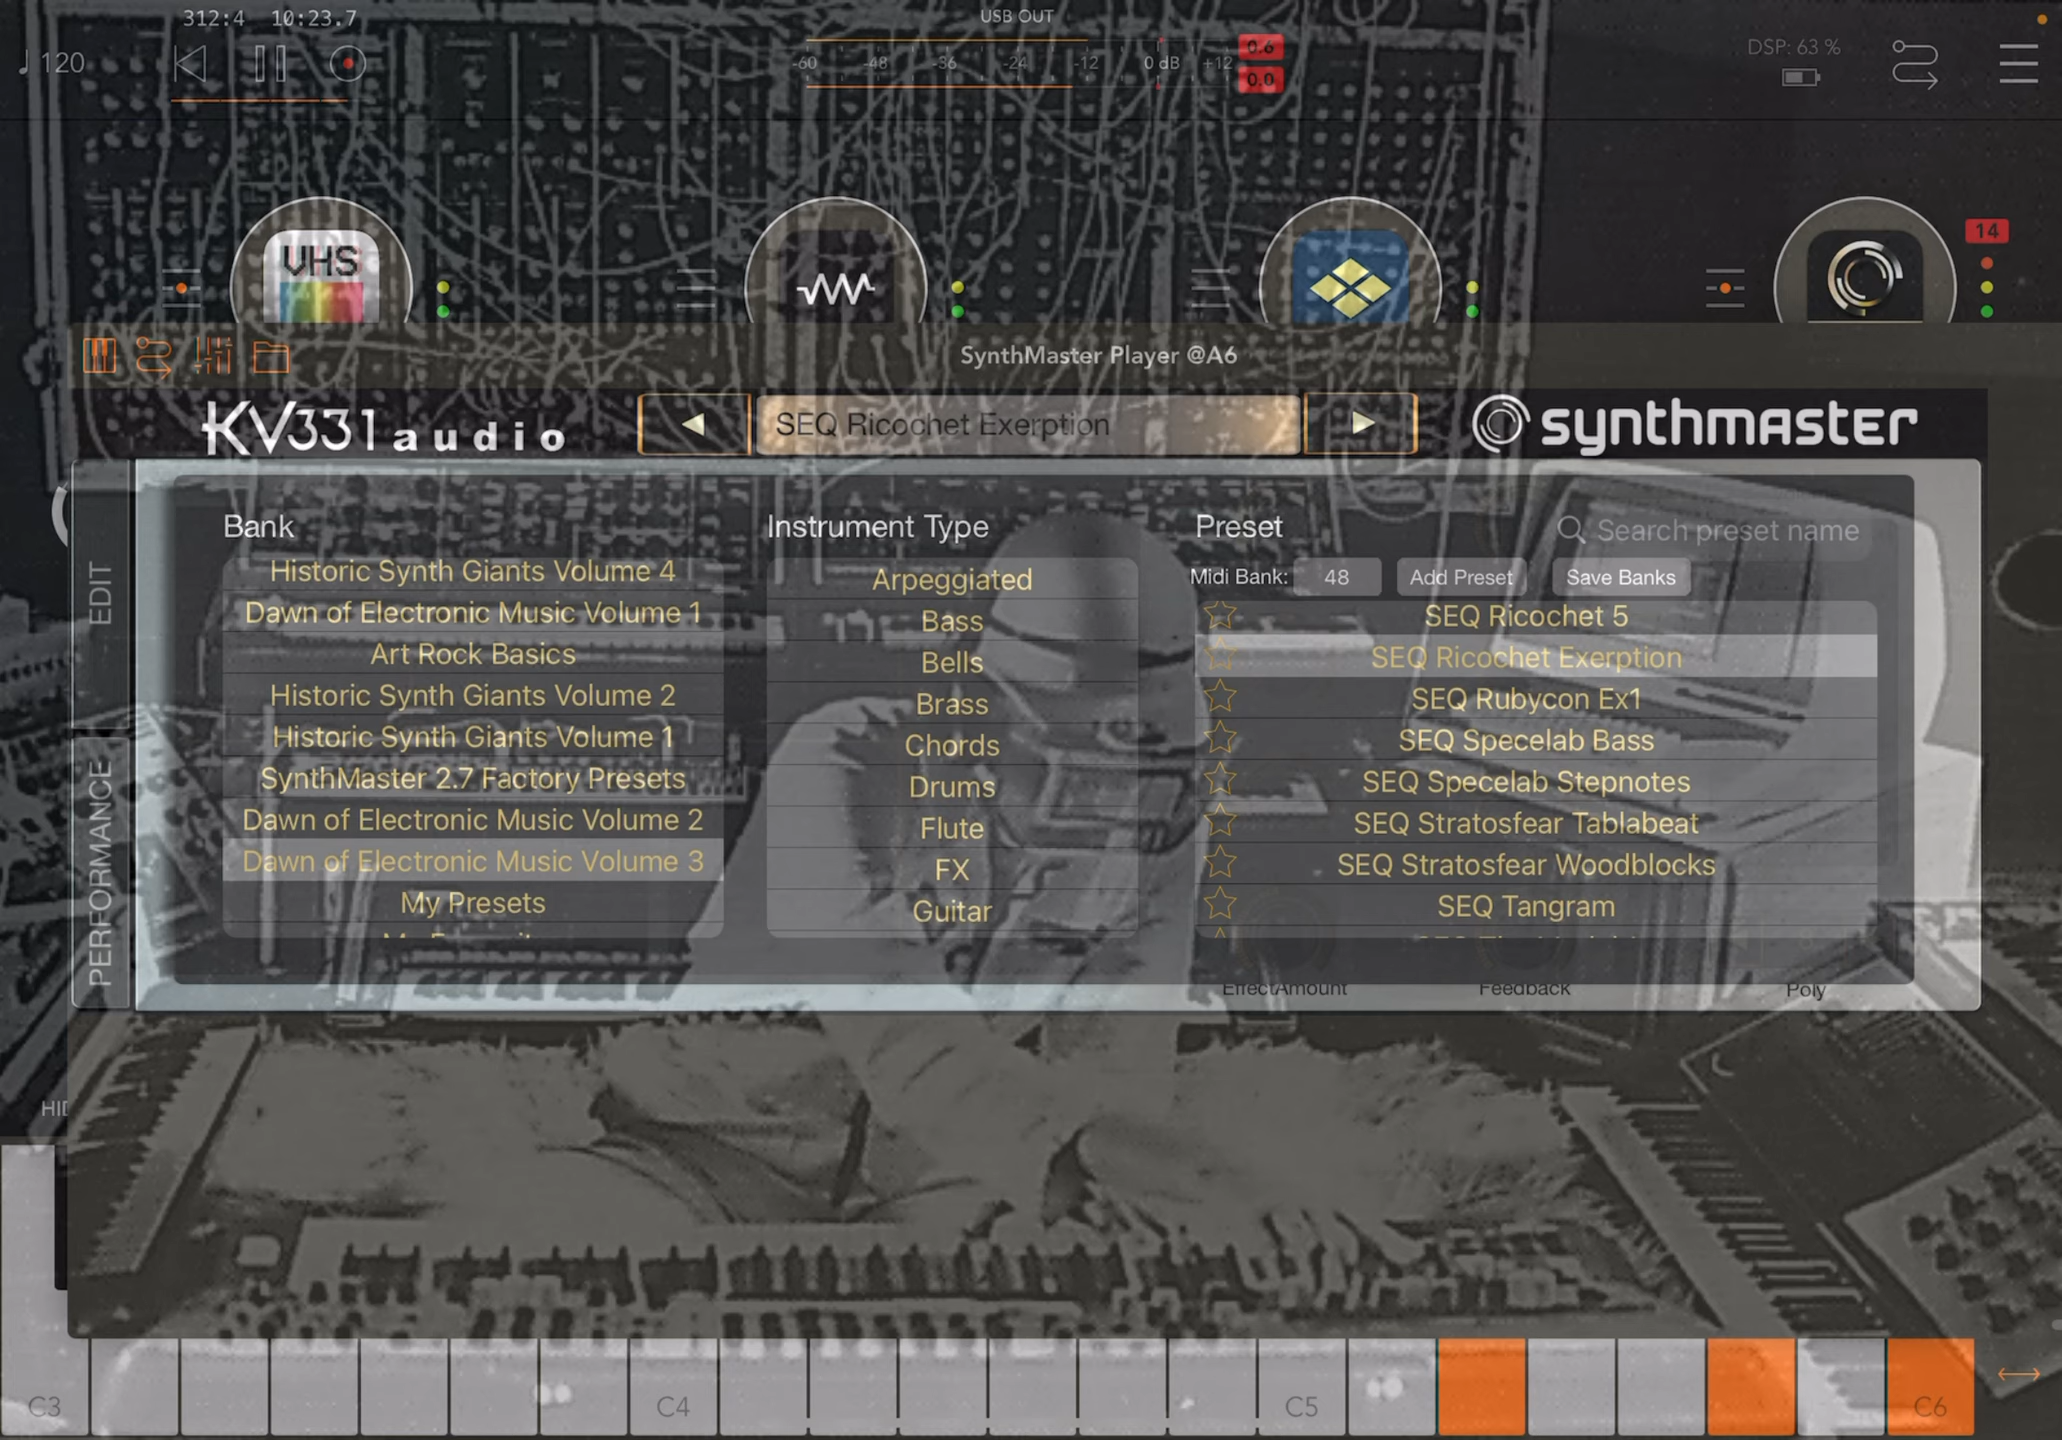 312:4 10:23.7
USB OUT
♩ 120
-60 -48 -36 -24 -12 0 dB +12
0.6
0.0
DSP: 63 %
VHS
14
SynthMaster Player @A6
KV331 audio
SEQ Ricochet Exerption
synthmaster
EDIT
PERFORMANCE
Bank
Historic Synth Giants Volume 4
Dawn of Electronic Music Volume 1
Art Rock Basics
Historic Synth Giants Volume 2
Historic Synth Giants Volume 1
SynthMaster 2.7 Factory Presets
Dawn of Electronic Music Volume 2
Dawn of Electronic Music Volume 3
My Presets
Instrument Type
Arpeggiated
Bass
Bells
Brass
Chords
Drums
Flute
FX
Guitar
Preset
Search preset name
Midi Bank: 48 Add Preset Save Banks
SEQ Ricochet 5
SEQ Ricochet Exerption
SEQ Rubycon Ex1
SEQ Specelab Bass
SEQ Specelab Stepnotes
SEQ Stratosfear Tablabeat
SEQ Stratosfear Woodblocks
SEQ Tangram
EffectAmount Feedback Poly
C3 C4 C5 C6